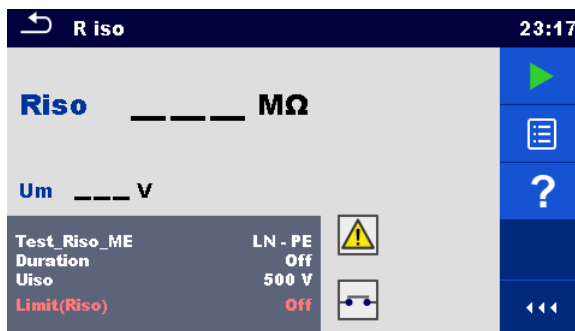 R iso 23:17
Riso ___ MΩ
Um ___ V
?
Test_Riso_ME LN - PE
Duration Off
Uiso 500 V
Limit(Riso) Off